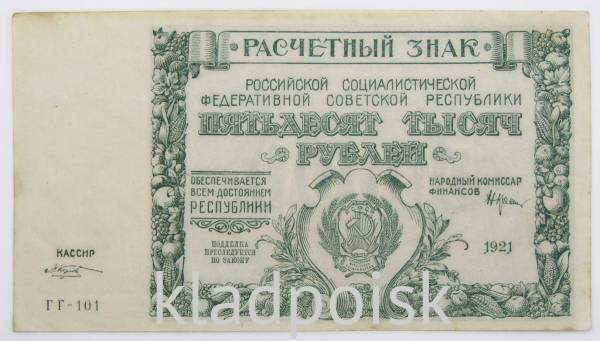 РАСЧЕТНЫЙ ЗНАК
РОССИЙСКОЙ СОЦИАЛИСТИЧЕСКОЙ
ФЕДЕРАТИВНОЙ СОВЕТСКОЙ РЕСПУБЛИКИ
ПЯТЬДЕСЯТ ТЫСЯЧ
РУБЛЕЙ
ОБЕСПЕЧИВАЕТСЯ
ВСЕМ ДОСТОЯНИЕМ
РЕСПУБЛИКИ
НАРОДНЫЙ КОМИССАР
ФИНАНСОВ
ПОДДЕЛКА
ПРЕСЛЕДУЕТСЯ
ПО ЗАКОНУ
1921
КАССИР
ГГ-101
kladpoisk